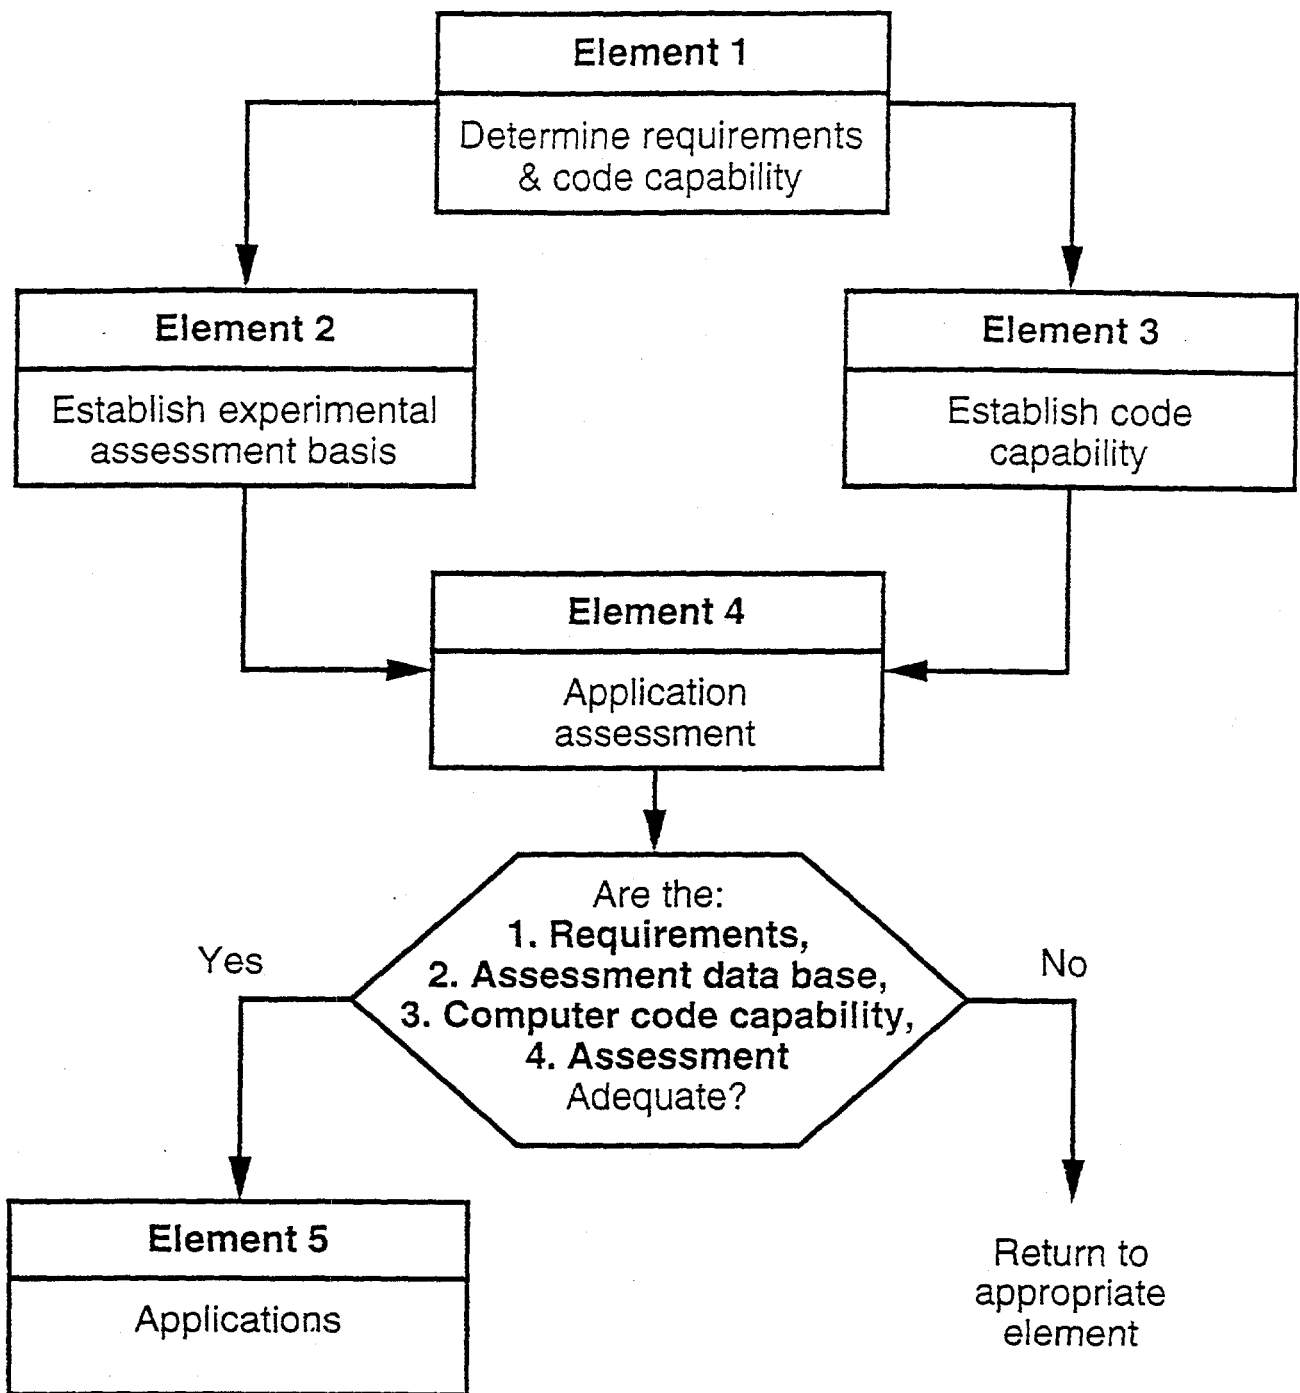 Element 1
Determine requirements
& code capability
Element 2
Establish experimental
assessment basis
Element 3
Establish code
capability
Element 4
Application
assessment
Are the:
1. Requirements,
2. Assessment data base,
3. Computer code capability,
4. Assessment
Adequate?
Yes
No
Element 5
Applications
Return to
appropriate
element